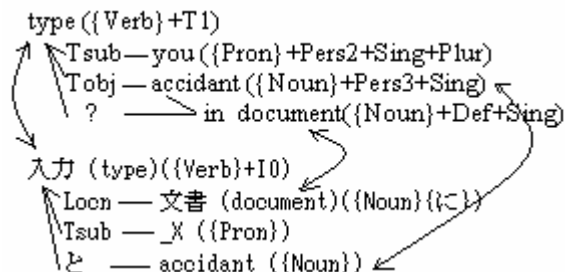 type ({Verb}+T1)
Tsub — you ({Pron}+Pers2+Sing+Plur)
Tobj — accidant ({Noun}+Pers3+Sing)
? — in document({Noun}+Def+Sing)
入力 (type)({Verb}+I0)
Locn — 文書 (document)({Noun}{に})
Tsub — _X ({Pron})
と — accidant ({Noun})